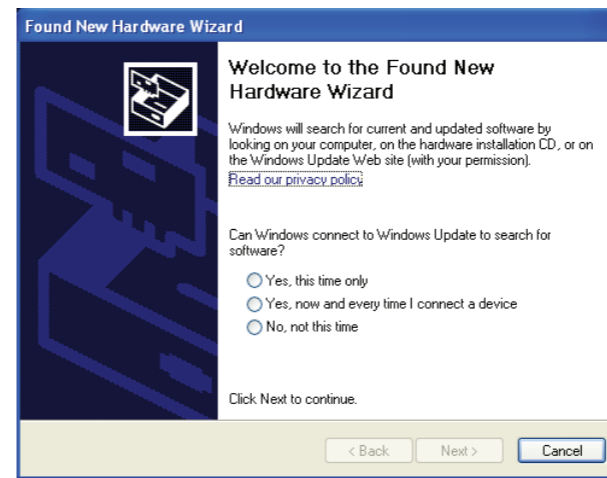 Found New Hardware Wizard
Welcome to the Found New
Hardware Wizard
Windows will search for current and updated software by
looking on your computer, on the hardware installation CD, or on
the Windows Update Web site (with your permission).
Read our privacy policy
Can Windows connect to Windows Update to search for
software?
Yes, this time only
Yes, now and every time I connect a device
No, not this time
Click Next to continue.
< Back
Next >
Cancel